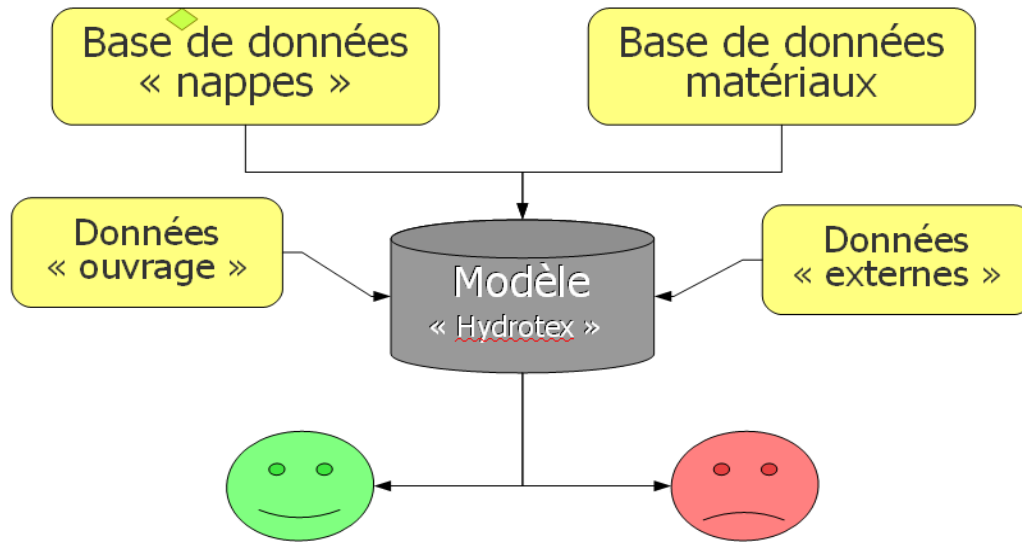 Base de données
« nappes »
Base de données
matériaux
Données
« ouvrage »
Données
« externes »
Modèle
« Hydrotex »